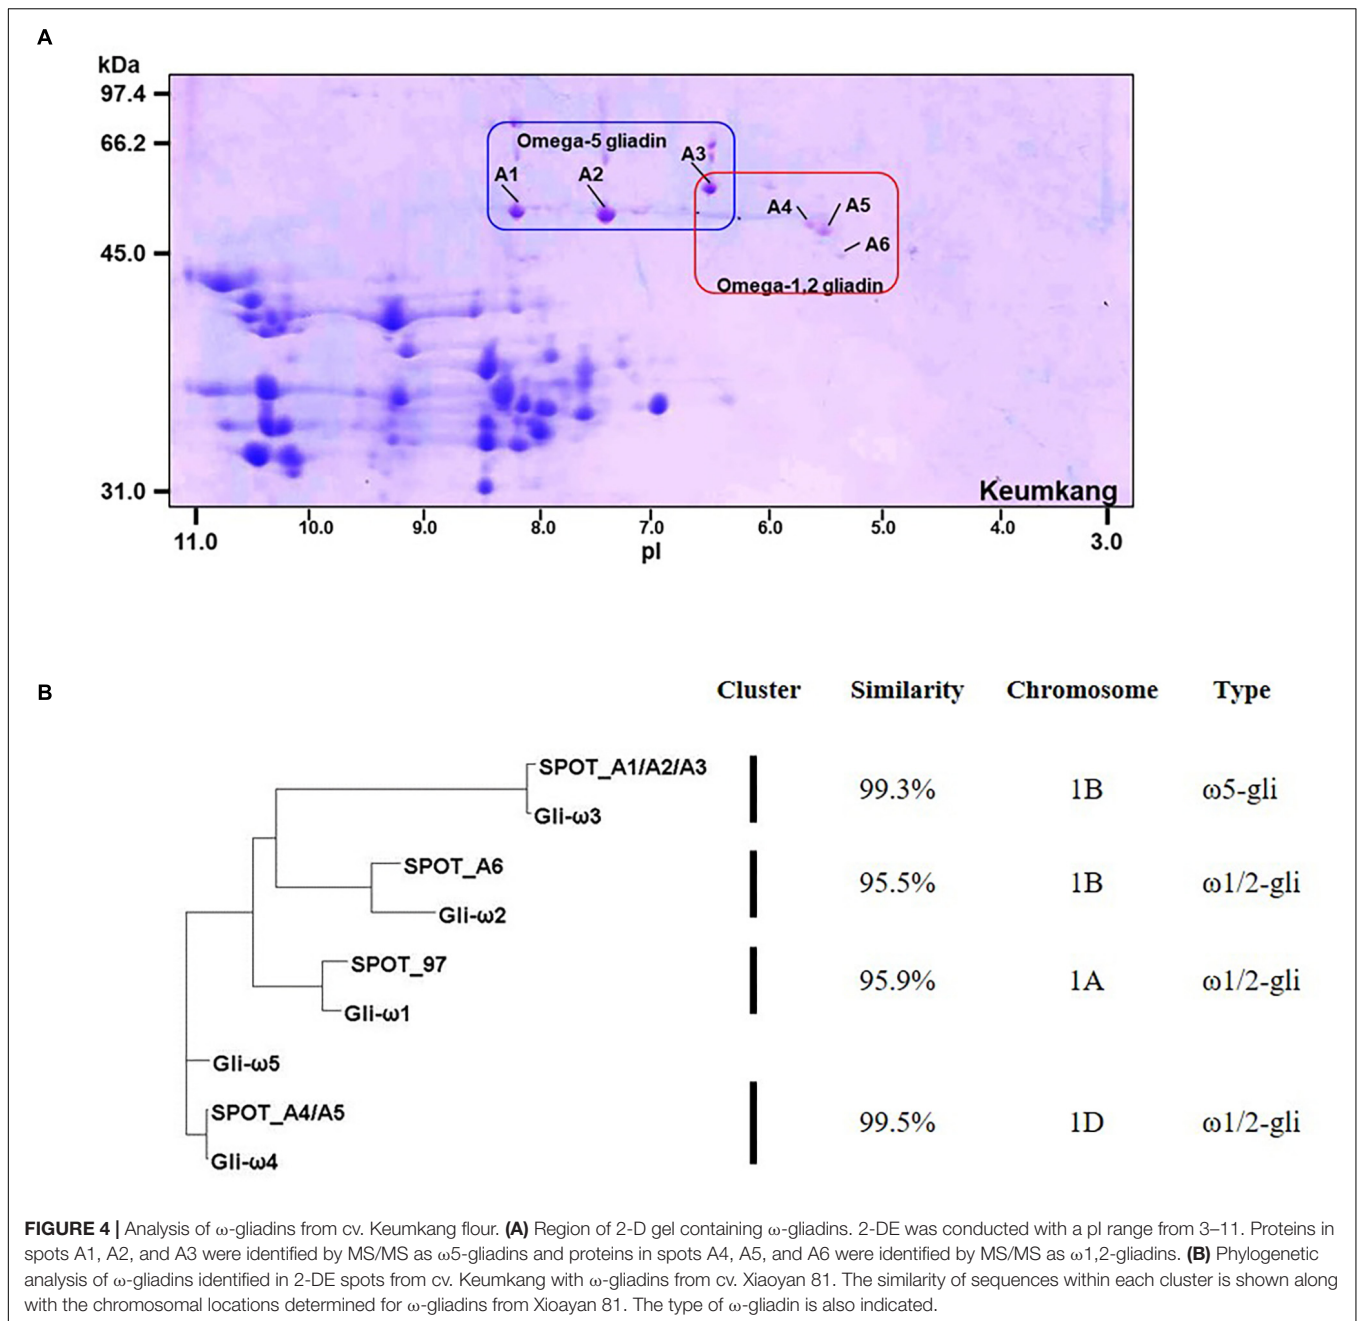 A
kDa
97.4
66.2
45.0
31.0
Omega-5 gliadin
A1
A2
A3
A4
A5
A6
Omega-1,2 gliadin
Keumkang
11.0 10.0 9.0 8.0 7.0 6.0 5.0 4.0 3.0
pI
B
Cluster Similarity Chromosome Type
SPOT_A1/A2/A3
Gli-ω3
99.3% 1B ω5-gli
SPOT_A6
Gli-ω2
95.5% 1B ω1/2-gli
SPOT_97
Gli-ω1
95.9% 1A ω1/2-gli
Gli-ω5
SPOT_A4/A5
Gli-ω4
99.5% 1D ω1/2-gli
FIGURE 4 | Analysis of ω-gliadins from cv. Keumkang flour. (A) Region of 2-D gel containing ω-gliadins. 2-DE was conducted with a pI range from 3–11. Proteins in
spots A1, A2, and A3 were identified by MS/MS as ω5-gliadins and proteins in spots A4, A5, and A6 were identified by MS/MS as ω1,2-gliadins. (B) Phylogenetic
analysis of ω-gliadins identified in 2-DE spots from cv. Keumkang with ω-gliadins from cv. Xiaoyan 81. The similarity of sequences within each cluster is shown along
with the chromosomal locations determined for ω-gliadins from Xioayan 81. The type of ω-gliadin is also indicated.